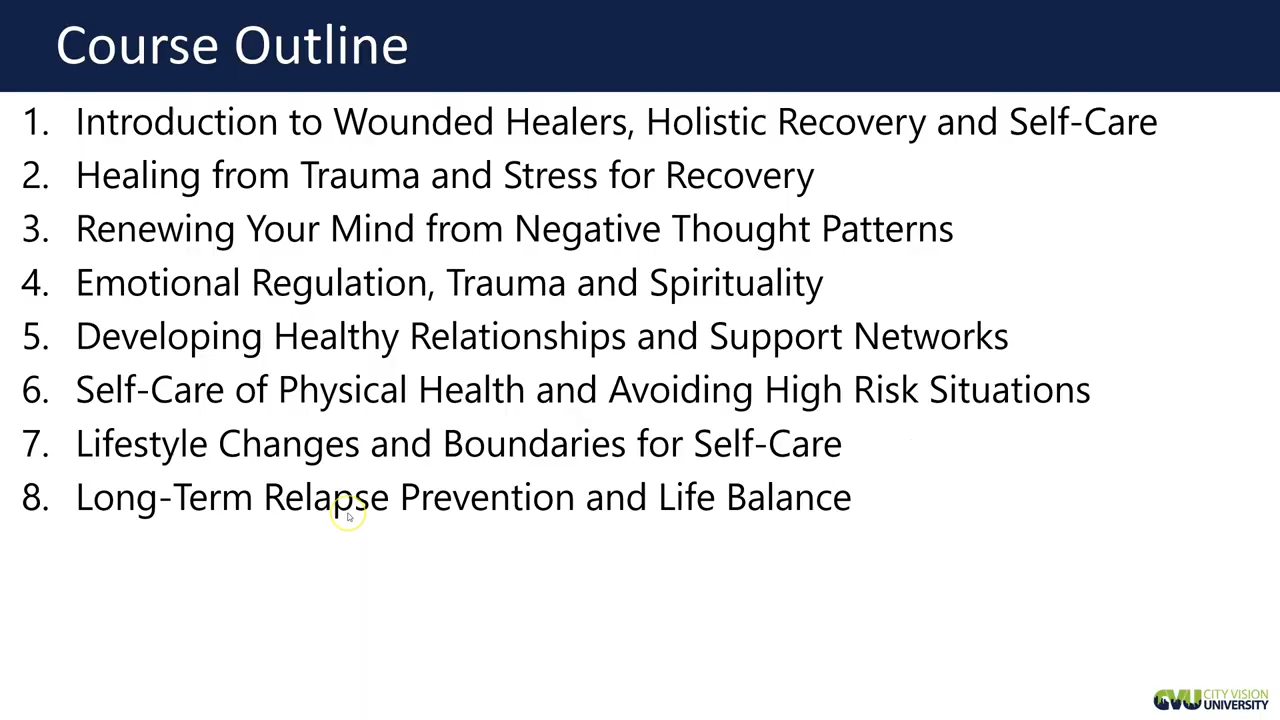 Course Outline
1. Introduction to Wounded Healers, Holistic Recovery and Self-Care
2. Healing from Trauma and Stress for Recovery
3. Renewing Your Mind from Negative Thought Patterns
4. Emotional Regulation, Trauma and Spirituality
5. Developing Healthy Relationships and Support Networks
6. Self-Care of Physical Health and Avoiding High Risk Situations
7. Lifestyle Changes and Boundaries for Self-Care
8. Long-Term Relapse Prevention and Life Balance
CVU CITY VISION
UNIVERSITY